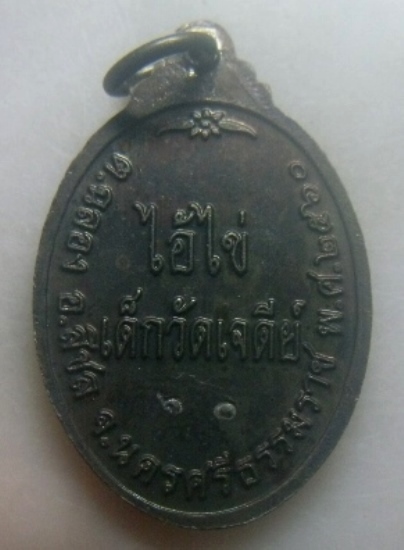 ไอ้ไข่
เด็กวัดเจดีย์
๖ ๐
ต.ฉลอง อ.สิชล จ.นครศรีธรรมราช พ.ศ.๒๕๖๐